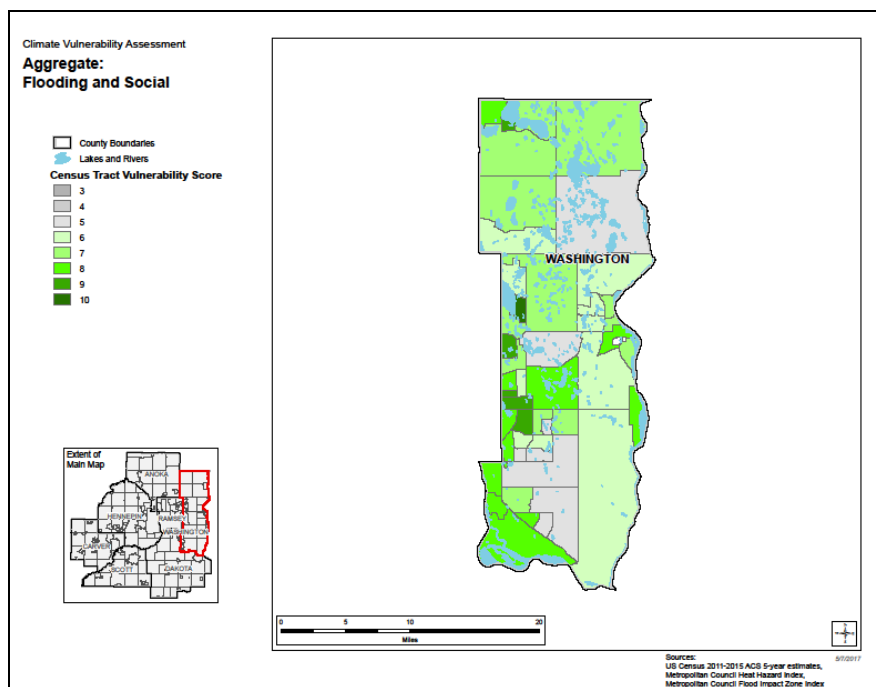 Climate Vulnerability Assessment
Aggregate:
Flooding and Social
County Boundaries
Lakes and Rivers
Census Tract Vulnerability Score
3
4
5
6
7
8
9
10
WASHINGTON
Extent of
Main Map
ANOKA
HENNEPIN
RAMSEY
WASHINGTON
CARVER
SCOTT
DAKOTA
0 5 10 20
Miles
Sources:
US Census 2011-2015 ACS 5-year estimates,
Metropolitan Council Heat Hazard Index,
Metropolitan Council Flood Impact Zone Index
5/7/2017